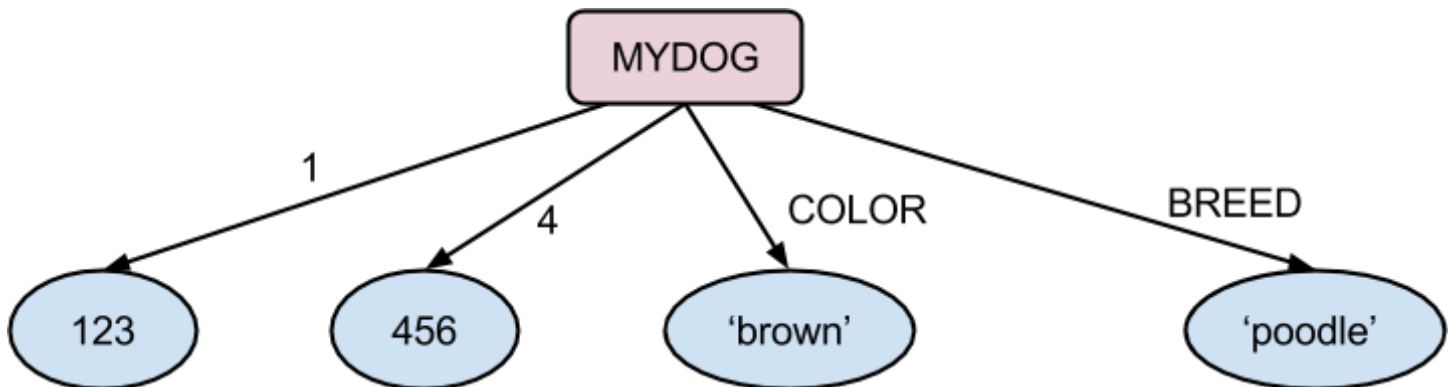 MYDOG
1
4
COLOR
BREED
123
456
‘brown’
‘poodle’